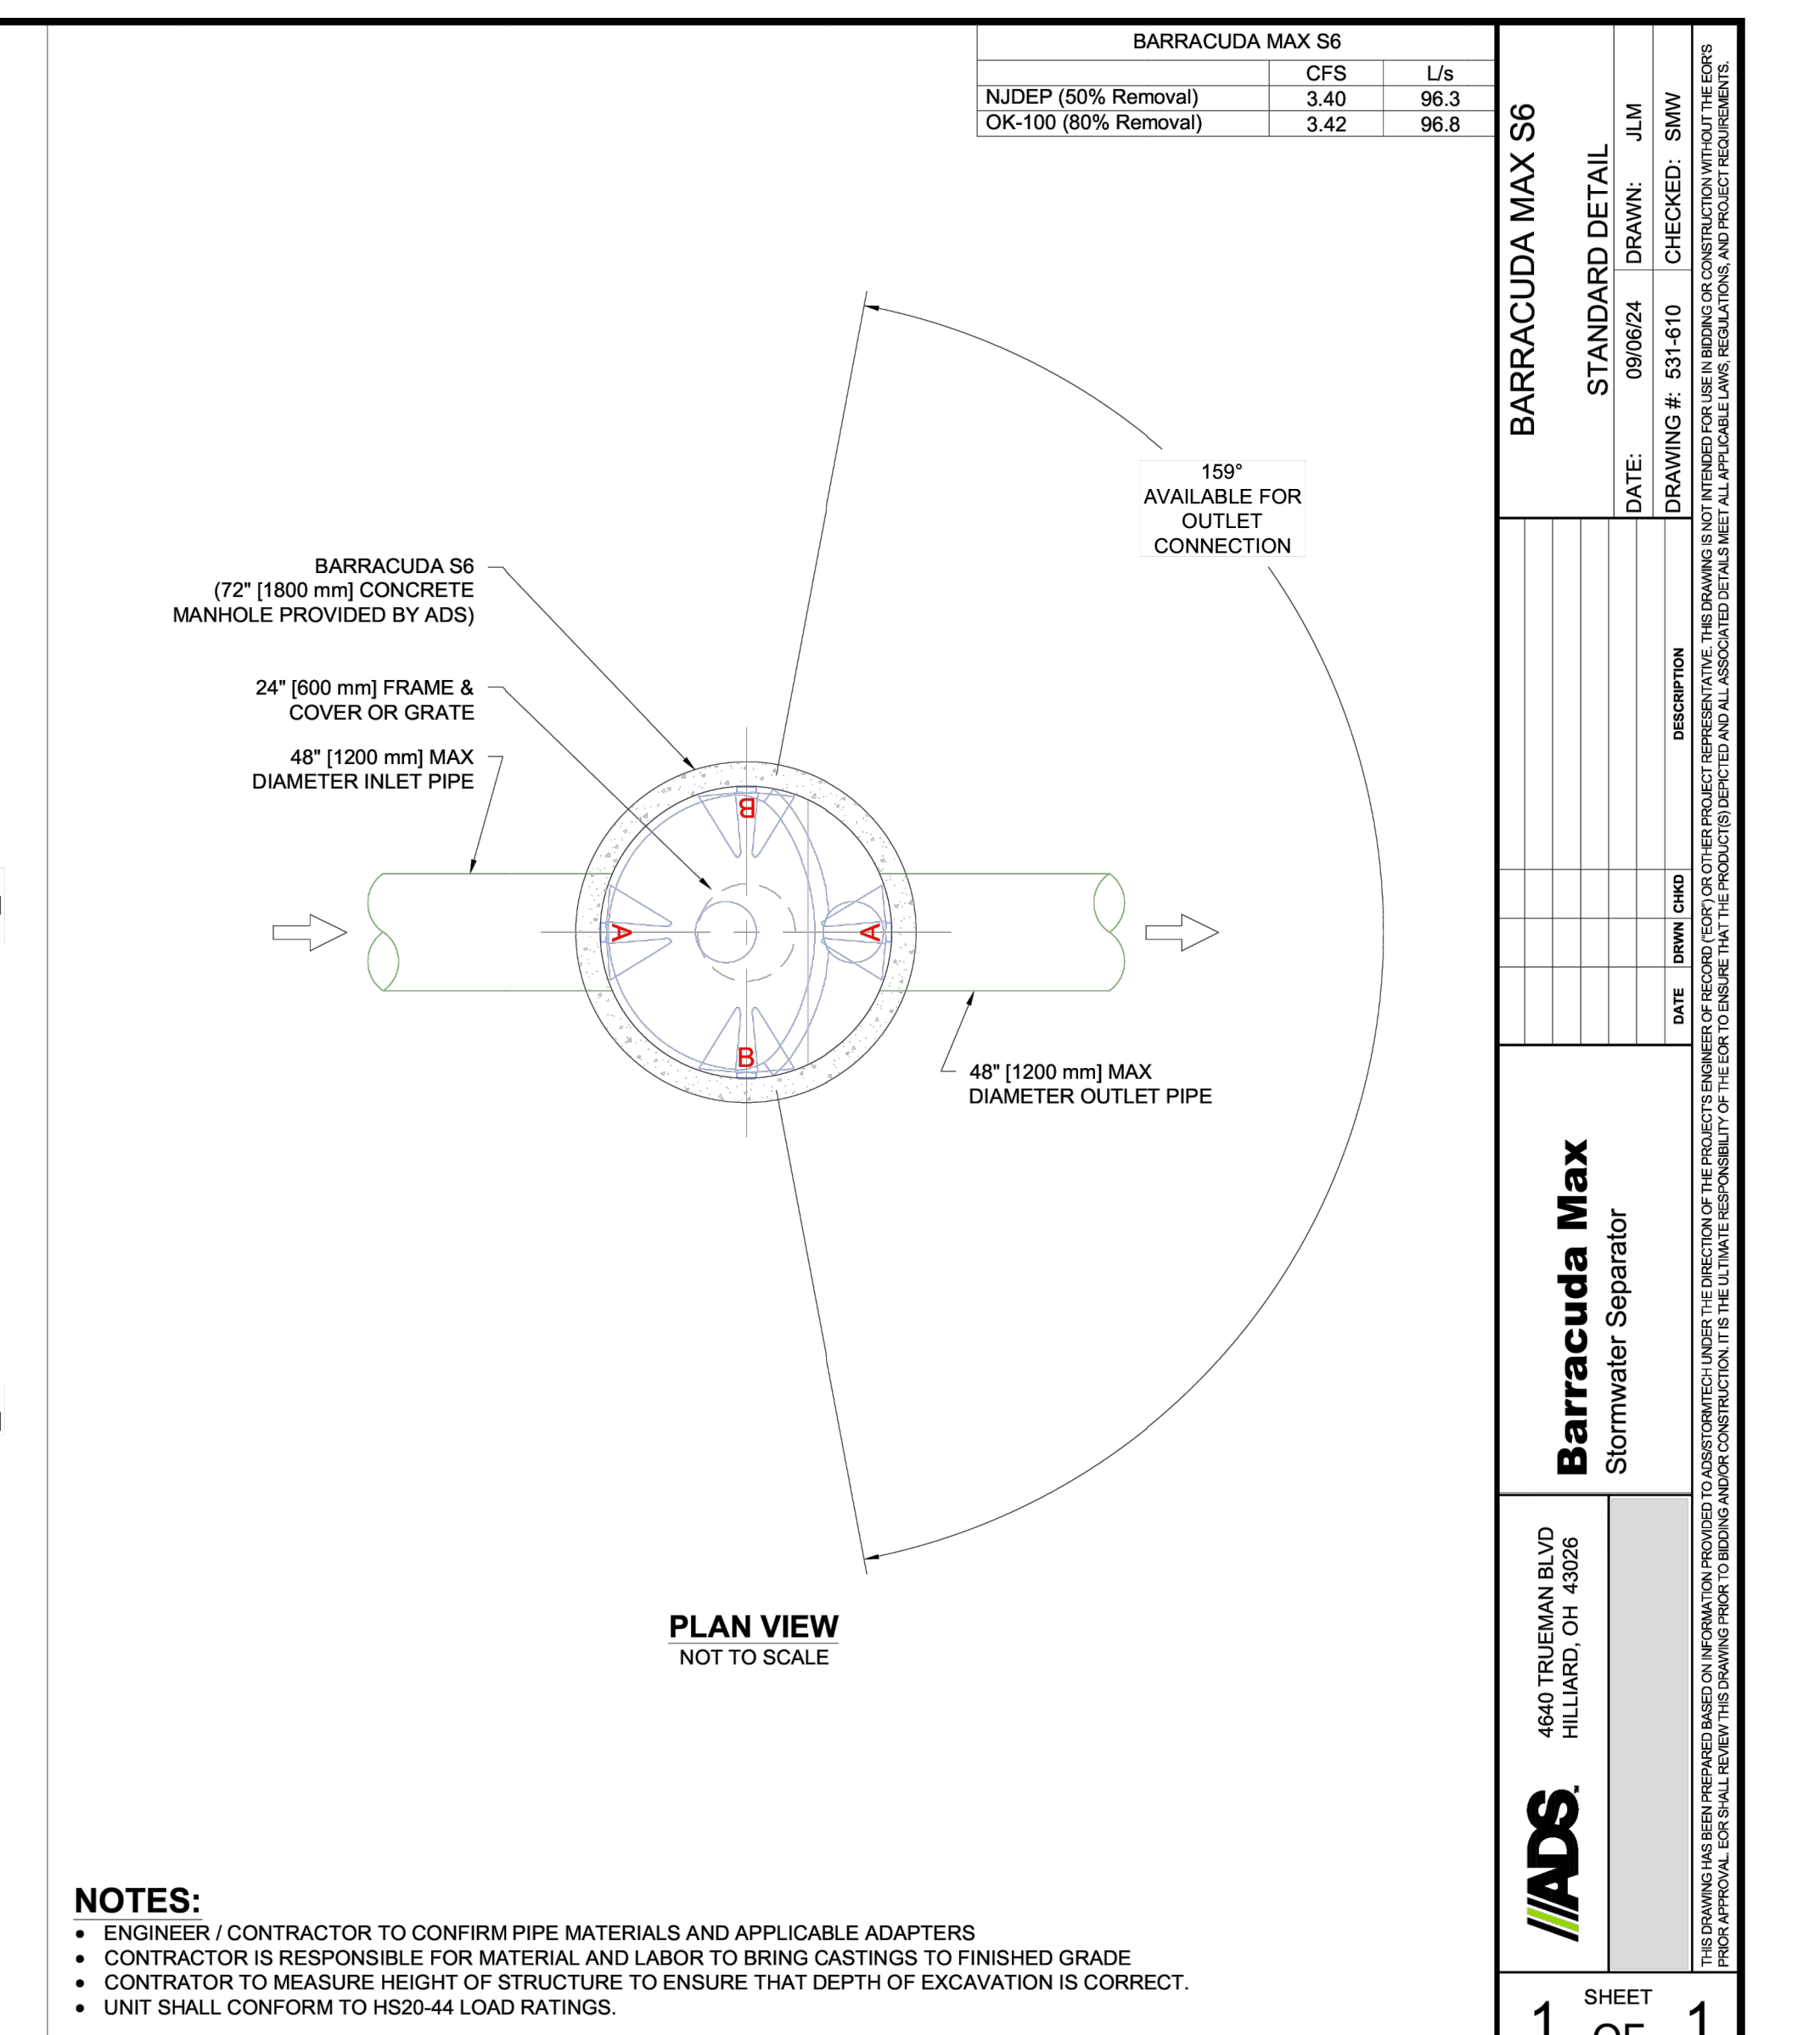 BARRACUDA MAX S6
CFS L/s
NJDEP (50% Removal) 3.40 96.3
OK-100 (80% Removal) 3.42 96.8
159°
AVAILABLE FOR
OUTLET
CONNECTION
BARRACUDA S6
(72" [1800 mm] CONCRETE
MANHOLE PROVIDED BY ADS)
24" [600 mm] FRAME &
COVER OR GRATE
48" [1200 mm] MAX
DIAMETER INLET PIPE
B
A
A
B
48" [1200 mm] MAX
DIAMETER OUTLET PIPE
PLAN VIEW
NOT TO SCALE
NOTES:
• ENGINEER / CONTRACTOR TO CONFIRM PIPE MATERIALS AND APPLICABLE ADAPTERS
• CONTRACTOR IS RESPONSIBLE FOR MATERIAL AND LABOR TO BRING CASTINGS TO FINISHED GRADE
• CONTRATOR TO MEASURE HEIGHT OF STRUCTURE TO ENSURE THAT DEPTH OF EXCAVATION IS CORRECT.
• UNIT SHALL CONFORM TO HS20-44 LOAD RATINGS.
BARRACUDA MAX S6
STANDARD DETAIL
DATE: 09/06/24 DRAWN: JLM
DRAWING #: 531-610 CHECKED: SMW
DATE DRWN CHKD DESCRIPTION
Barracuda Max
Stormwater Separator
4640 TRUEMAN BLVD
HILLIARD, OH 43026
ADS™
THIS DRAWING HAS BEEN PREPARED BASED ON INFORMATION PROVIDED TO ADS/STORMTECH UNDER THE DIRECTION OF THE PROJECT'S ENGINEER OF RECORD ("EOR") OR OTHER PROJECT REPRESENTATIVE. THIS DRAWING IS NOT INTENDED FOR USE IN BIDDING OR CONSTRUCTION WITHOUT THE EOR'S
PRIOR APPROVAL. EOR SHALL REVIEW THIS DRAWING PRIOR TO BIDDING AND/OR CONSTRUCTION. IT IS THE ULTIMATE RESPONSIBILITY OF THE EOR TO ENSURE THAT THE PRODUCT(S) DEPICTED AND ALL ASSOCIATED DETAILS MEET ALL APPLICABLE LAWS, REGULATIONS, AND PROJECT REQUIREMENTS.
SHEET
1 OF 1